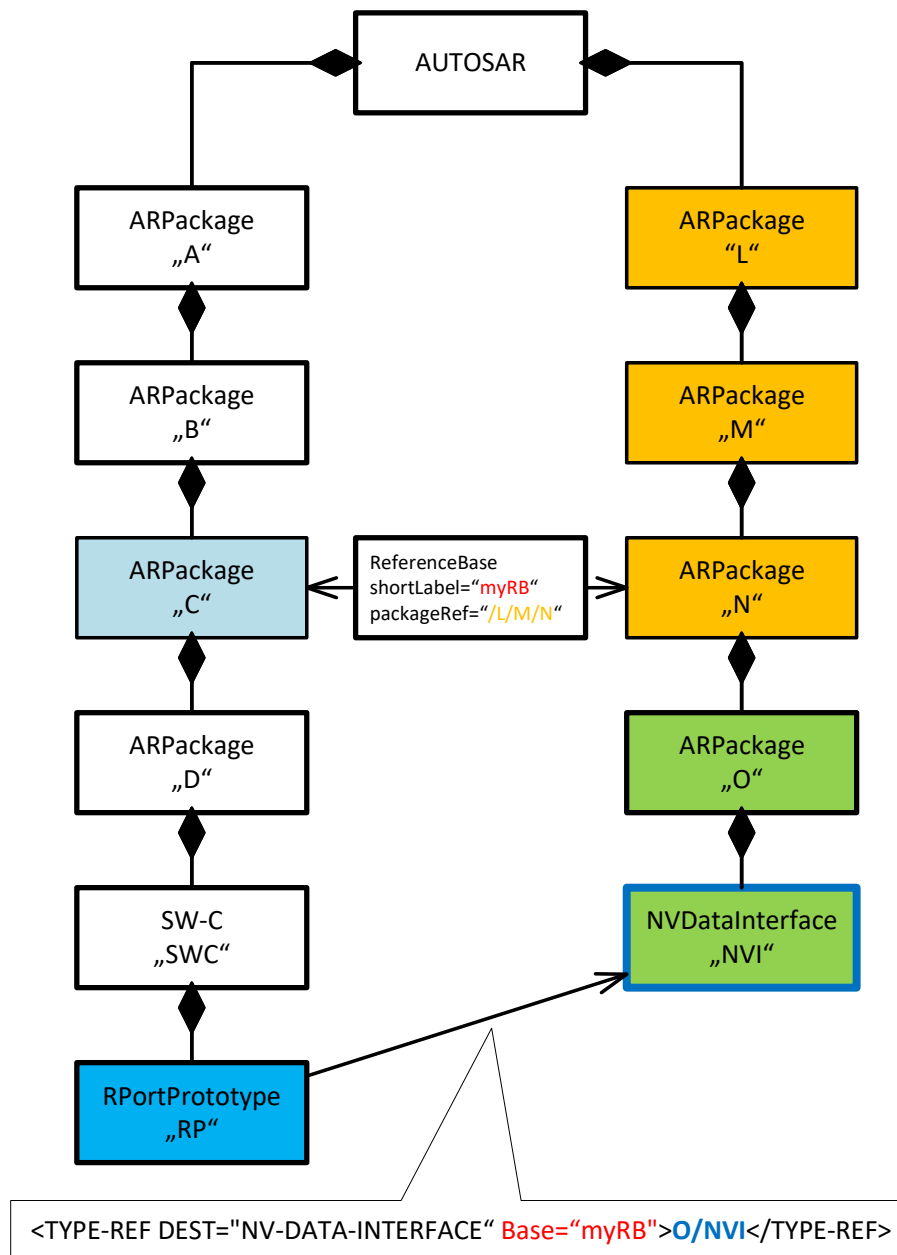 AUTOSAR
ARPackage
„A“
ARPackage
“L“
ARPackage
„B“
ARPackage
„M“
ARPackage
„C“
ReferenceBase
shortLabel=“myRB“
packageRef=“/L/M/N“
ARPackage
„N“
ARPackage
„D“
ARPackage
„O“
SW-C
„SWC“
NVDataInterface
„NVI“
RPortPrototype
„RP“
<TYPE-REF DEST="NV-DATA-INTERFACE“ Base=“myRB">O/NVI</TYPE-REF>